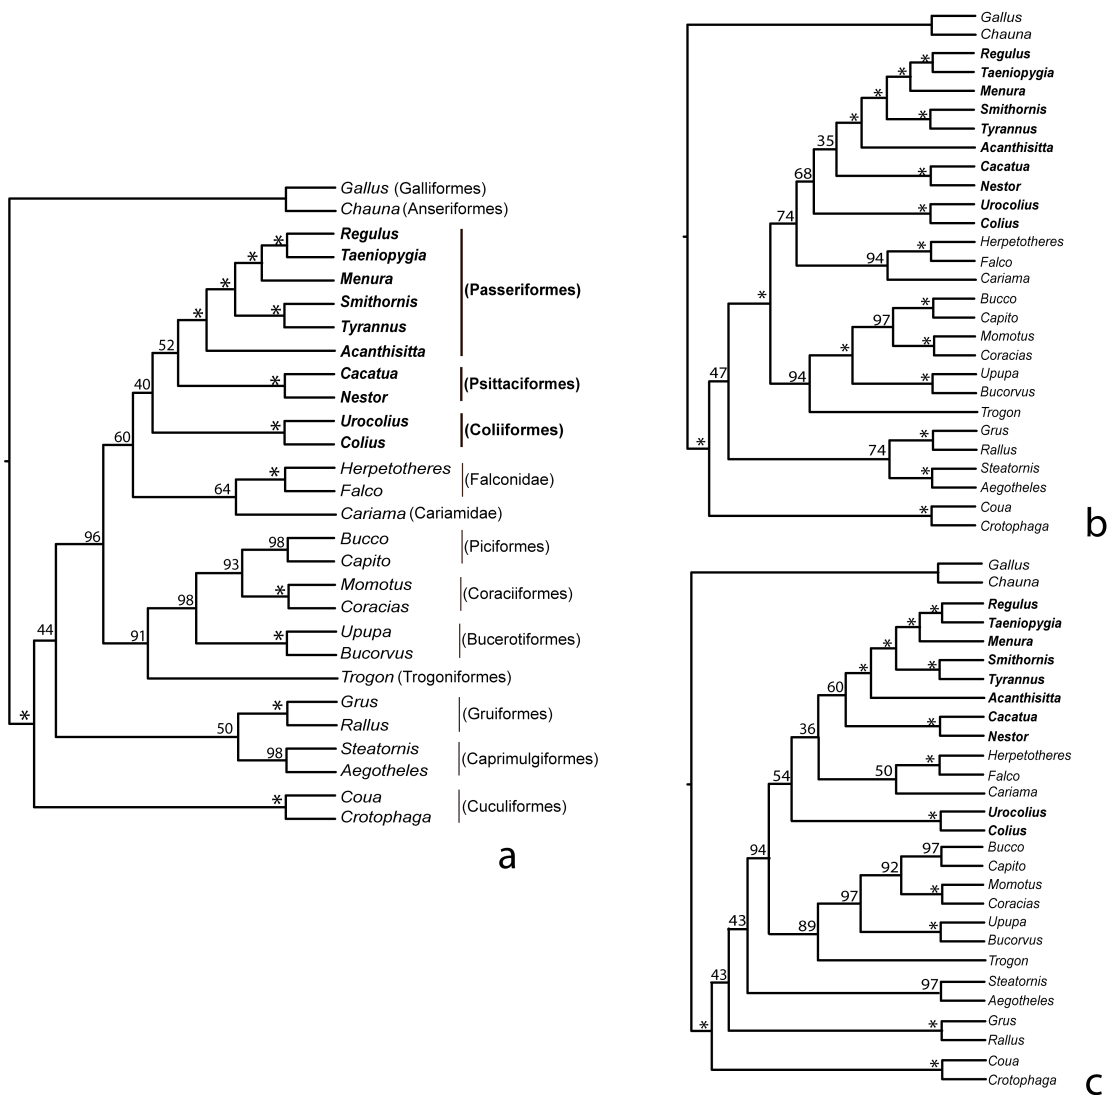 Gallus (Galliformes)
Chauna (Anseriformes)
*
Regulus
*
Taeniopygia
*
Menura
(Passeriformes)
*
*
Smithornis
Tyrannus
52
Acanthisitta
40
*
Cacatua
(Psittaciformes)
Nestor
60
*
Urocolius
(Coliiformes)
Colius
64
*
Herpetotheres
(Falconidae)
Falco
Cariama (Cariamidae)
96
98
Bucco
(Piciformes)
Capito
93
*
Momotus
(Coraciiformes)
Coracias
98
*
Upupa
(Bucerotiformes)
Bucorvus
91
Trogon (Trogoniformes)
44
*
Grus
(Gruiformes)
Rallus
50
98
Steatornis
(Caprimulgiformes)
Aegotheles
*
*
Coua
(Cuculiformes)
Crotophaga
a
Gallus
Chauna
*
Regulus
*
Taeniopygia
*
Menura
*
*
Smithornis
Tyrannus
35
Acanthisitta
68
*
Cacatua
Nestor
74
*
Urocolius
Colius
94
*
Herpetotheres
Falco
Cariama
*
97
*
Bucco
Capito
*
*
Momotus
Coracias
94
*
Upupa
Bucorvus
47
Trogon
74
*
Grus
Rallus
*
Steatornis
Aegotheles
*
*
Coua
Crotophaga
b
Gallus
Chauna
*
Regulus
*
Taeniopygia
*
Menura
*
*
Smithornis
Tyrannus
60
Acanthisitta
36
*
Cacatua
Nestor
54
50
*
Herpetotheres
Falco
Cariama
*
Urocolius
Colius
94
97
Bucco
92
Capito
97
*
Momotus
Coracias
89
*
Upupa
Bucorvus
43
Trogon
43
97
Steatornis
Aegotheles
*
*
Grus
Rallus
*
Coua
Crotophaga
c